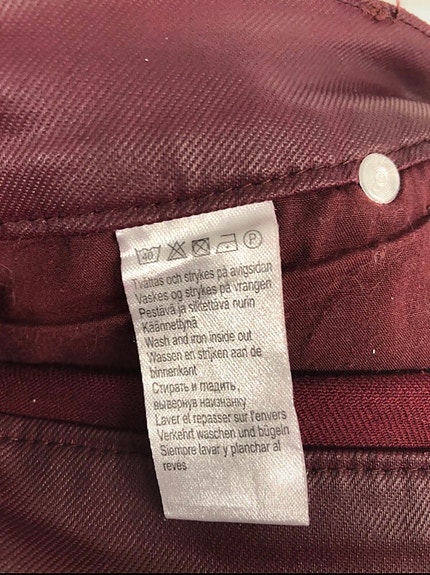 40 P
Tvättas och strykes på avigsidan
Vaskes og strykes på vrangen
Pestävä ja silitettävä nurin
Käännettynä
Wash and iron inside out
Wassen en strijken aan de
binnenkant
Стирать и гладить,
вывернув наизнанку
Laver et repasser sur l'envers
Verkehrt waschen und bügeln
Siempre lavar y planchar al
revés